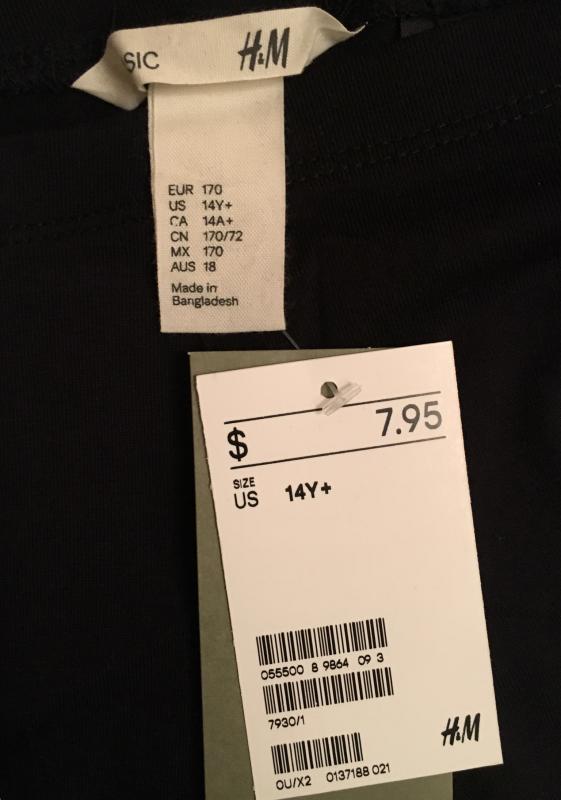 SIC H&M
EUR 170
US 14Y+
CA 14A+
CN 170/72
MX 170
AUS 18
Made in
Bangladesh
$ 7.95
SIZE
US 14Y+
055500 8 9864 09 3
7930/1
H&M
OU/X2 0137188 021